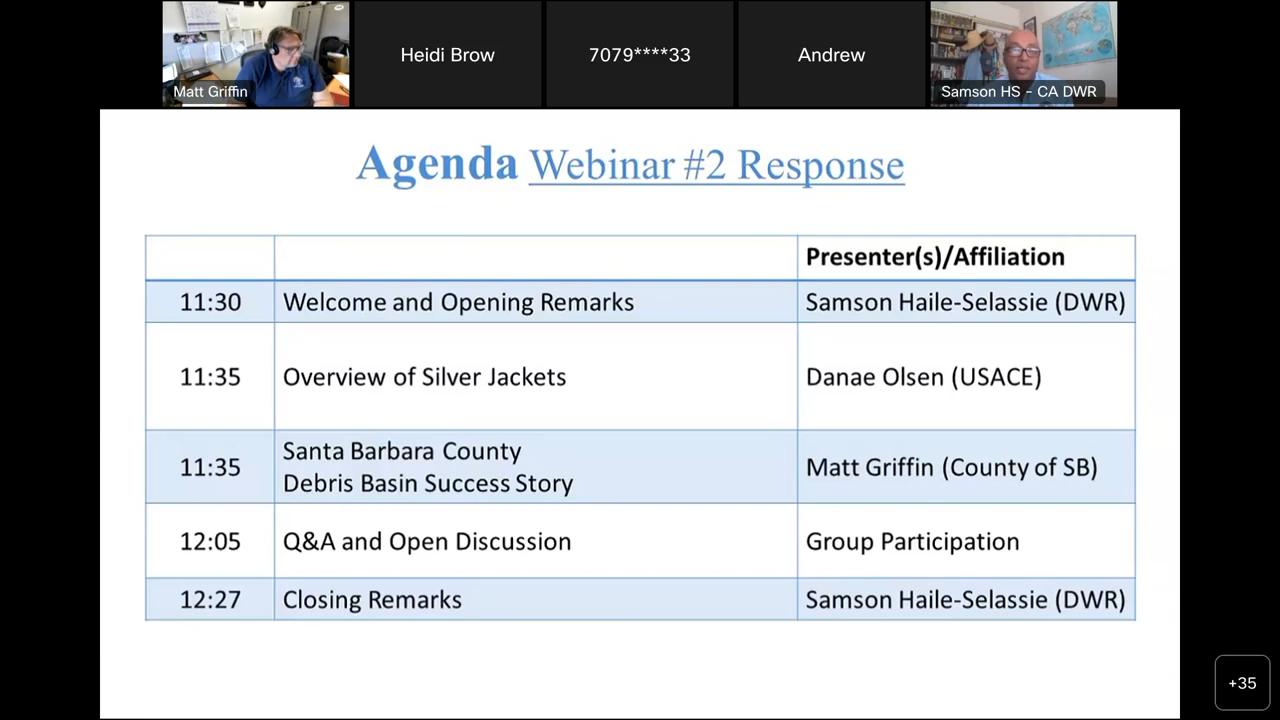 Matt Griffin
Heidi Brow
7079****33
Andrew
Samson HS - CA DWR
Agenda Webinar #2 Response
Presenter(s)/Affiliation
11:30 Welcome and Opening Remarks Samson Haile-Selassie (DWR)
11:35 Overview of Silver Jackets Danae Olsen (USACE)
11:35 Santa Barbara County
Debris Basin Success Story Matt Griffin (County of SB)
12:05 Q&A and Open Discussion Group Participation
12:27 Closing Remarks Samson Haile-Selassie (DWR)
+35